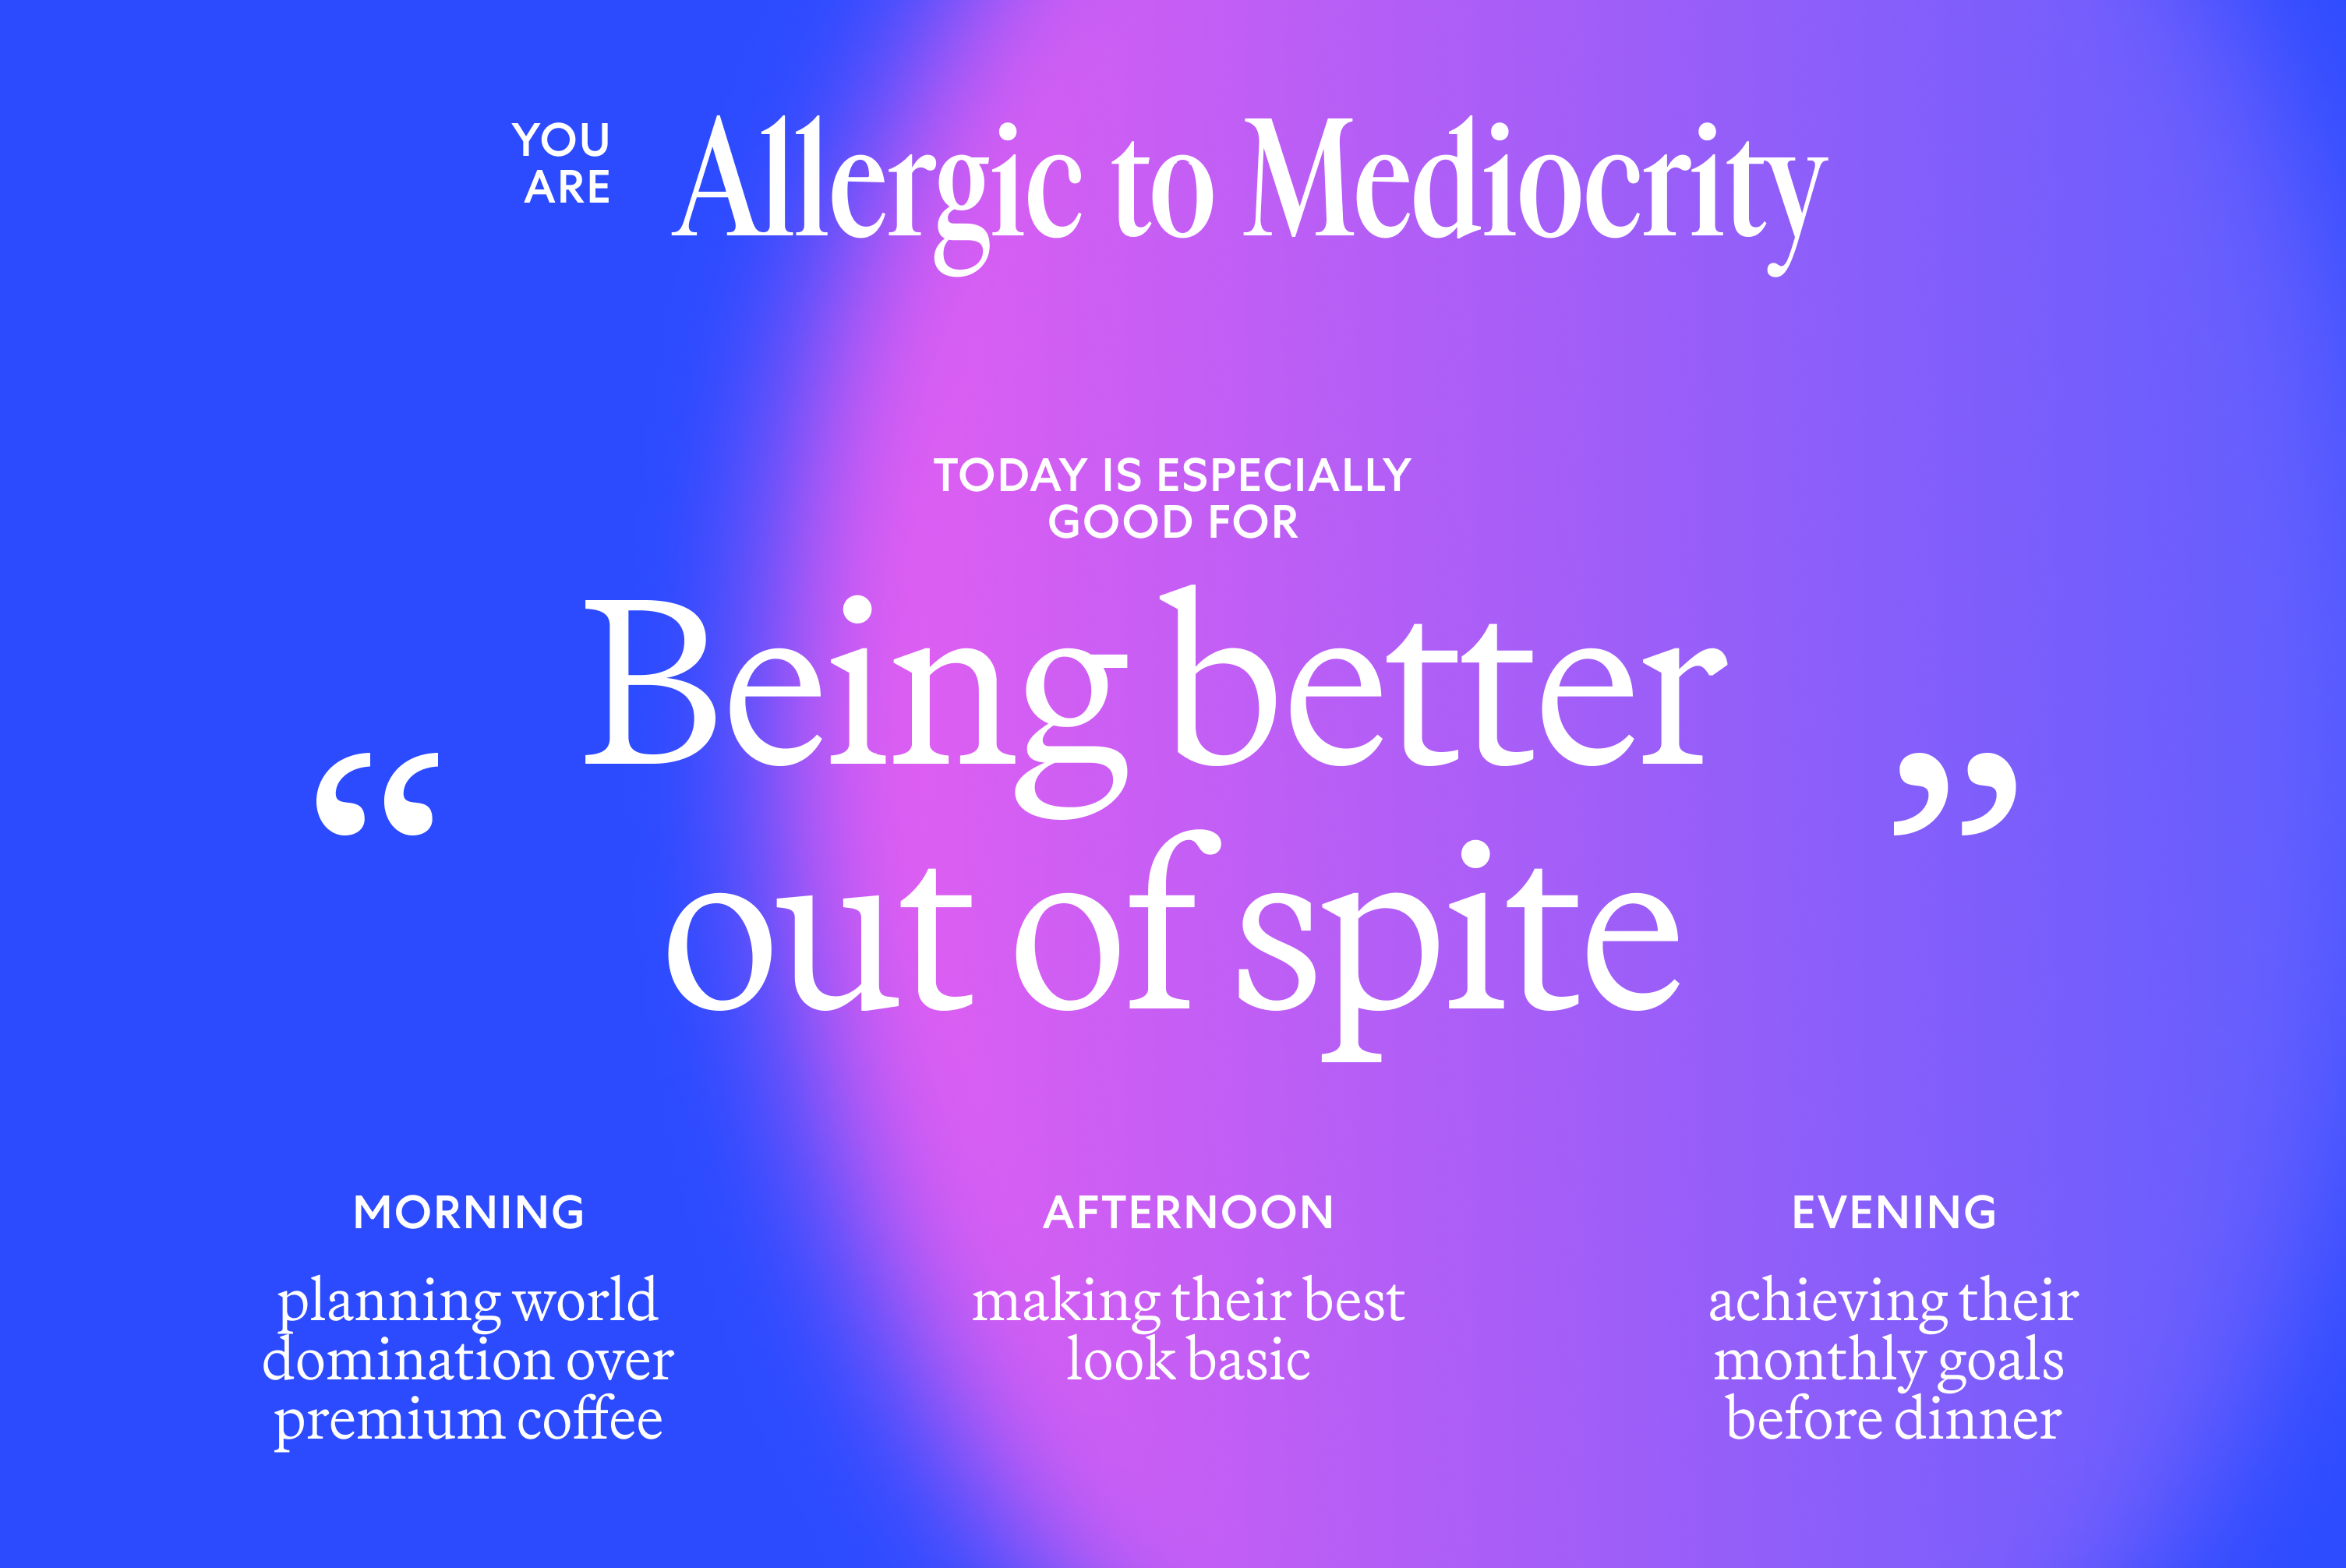 YOU
ARE
Allergic to Mediocrity
TODAY IS ESPECIALLY
GOOD FOR
“
Being better
out of spite
”
MORNING
planning world
domination over
premium coffee
AFTERNOON
making their best
look basic
EVENING
achieving their
monthly goals
before dinner